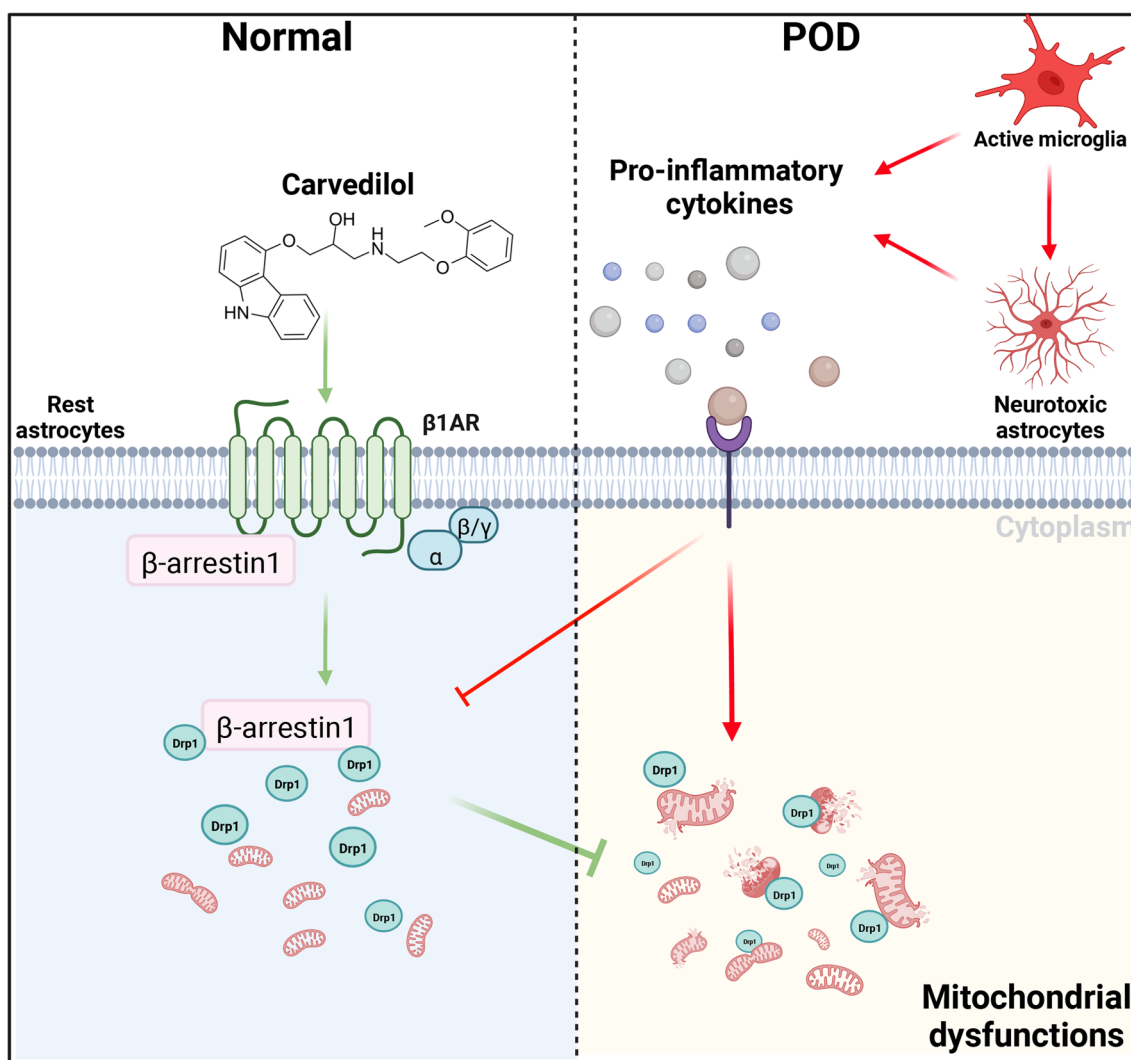 Normal
Carvedilol
OH
O
H
N
O
O
HN
Rest
astrocytes
β1AR
β-arrestin1
α
β/γ
β-arrestin1
Drp1
Drp1
Drp1
Drp1
Drp1
Drp1
POD
Active microglia
Pro-inflammatory
cytokines
Neurotoxic
astrocytes
Cytoplasm
Drp1
Drp1
Drp1
Drp1
Drp1
Drp1
Drp1
Mitochondrial
dysfunctions